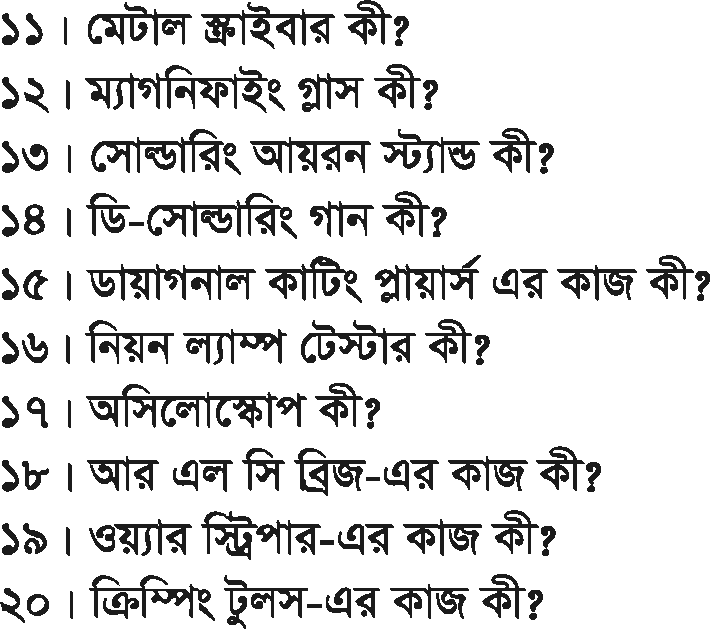 ১১। মেটাল স্ক্রাইবার কী?
১২। ম্যাগনিফাইং গ্লাস কী?
১৩। সোল্ডারিং আয়রন স্ট্যান্ড কী?
১৪। ডি-সোল্ডারিং গান কী?
১৫। ডায়াগনাল কাটিং প্লায়ার্স এর কাজ কী?
১৬। নিয়ন ল্যাম্প টেস্টার কী?
১৭। অসিলোস্কোপ কী?
১৮। আর এল সি ব্রিজ-এর কাজ কী?
১৯। ওয়্যার স্ট্রিপার-এর কাজ কী?
২০। ক্রিম্পিং টুলস-এর কাজ কী?